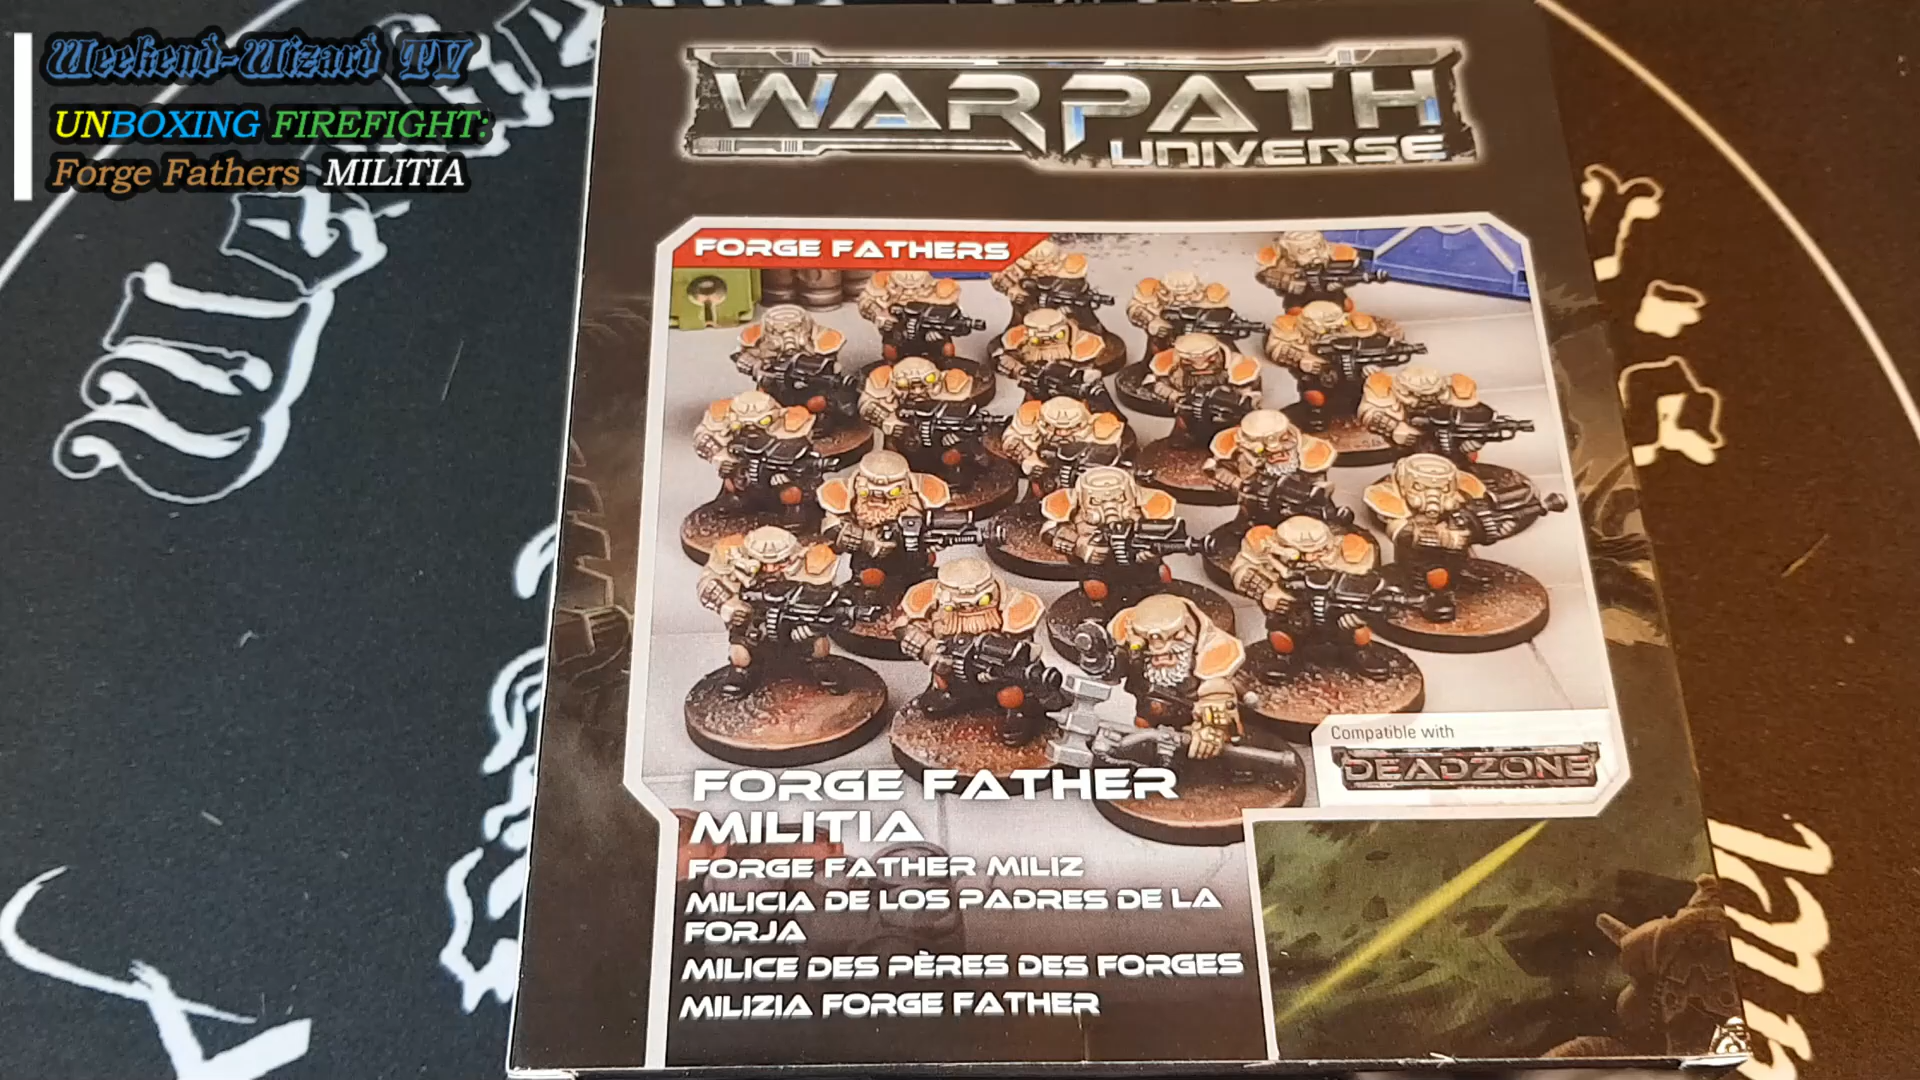 Weekend-Wizard TV
UNBOXING FIREFIGHT:
Forge Fathers MILITIA
WARPATH
UNIVERSE
FORGE FATHERS
Compatible with
DEADZONE
FORGE FATHER
MILITIA
FORGE FATHER MILIZ
MILICIA DE LOS PADRES DE LA
FORJA
MILICE DES PÈRES DES FORGES
MILIZIA FORGE FATHER